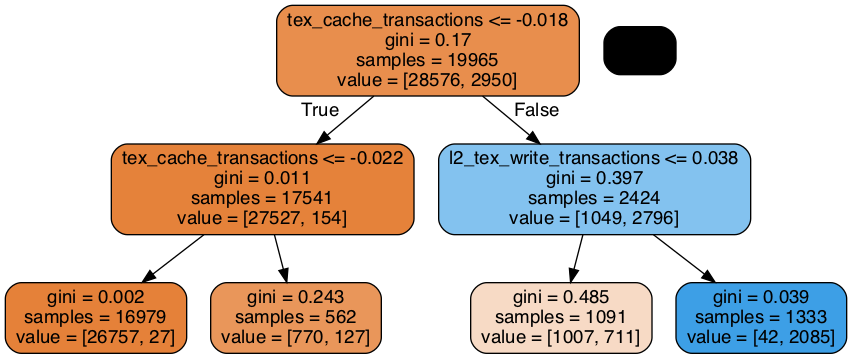 tex_cache_transactions <= -0.018
gini = 0.17
samples = 19965
value = [28576, 2950]
True
False
tex_cache_transactions <= -0.022
gini = 0.011
samples = 17541
value = [27527, 154]
l2_tex_write_transactions <= 0.038
gini = 0.397
samples = 2424
value = [1049, 2796]
gini = 0.002
samples = 16979
value = [26757, 27]
gini = 0.243
samples = 562
value = [770, 127]
gini = 0.485
samples = 1091
value = [1007, 711]
gini = 0.039
samples = 1333
value = [42, 2085]